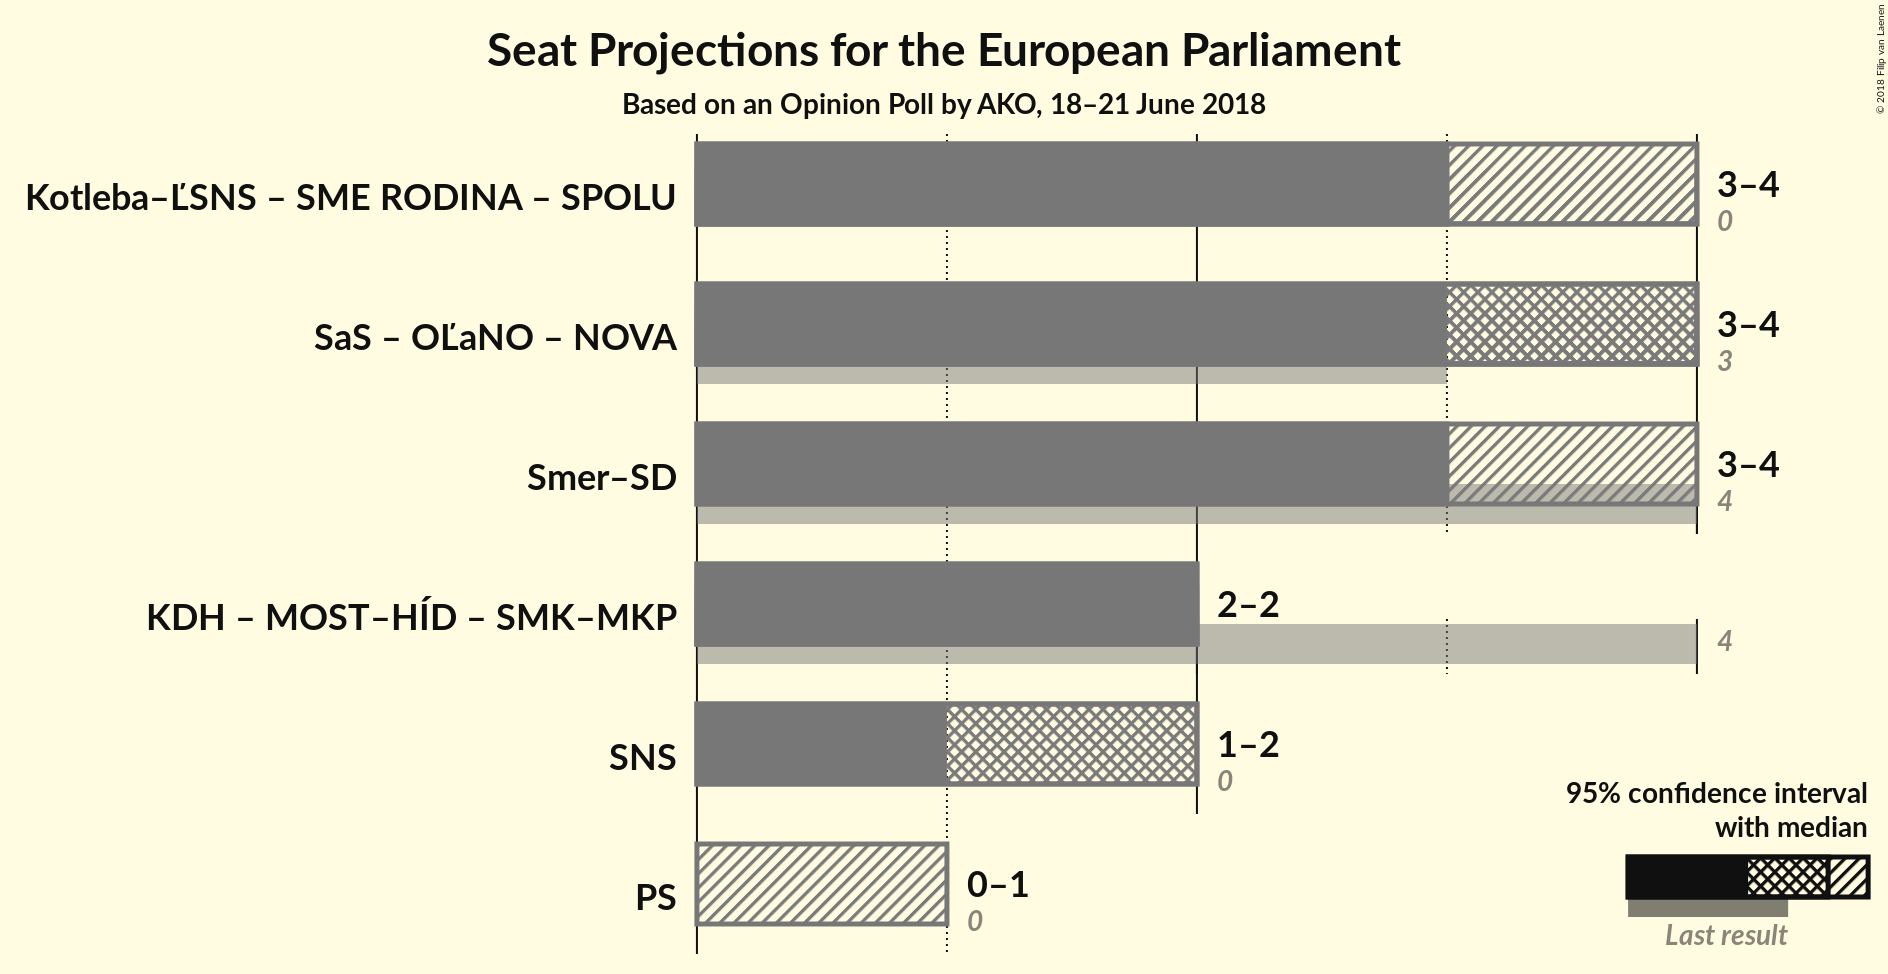 Seat Projections for the European Parliament
Based on an Opinion Poll by AKO, 18–21 June 2018
© 2018 Filip van Laenen
Kotleba–ĽSNS – SME RODINA – SPOLU
3–4
0
SaS – OĽaNO – NOVA
3–4
3
Smer–SD
3–4
4
KDH – MOST–HÍD – SMK–MKP
2–2
4
SNS
1–2
0
PS
0–1
0
95% confidence interval
with median
Last result